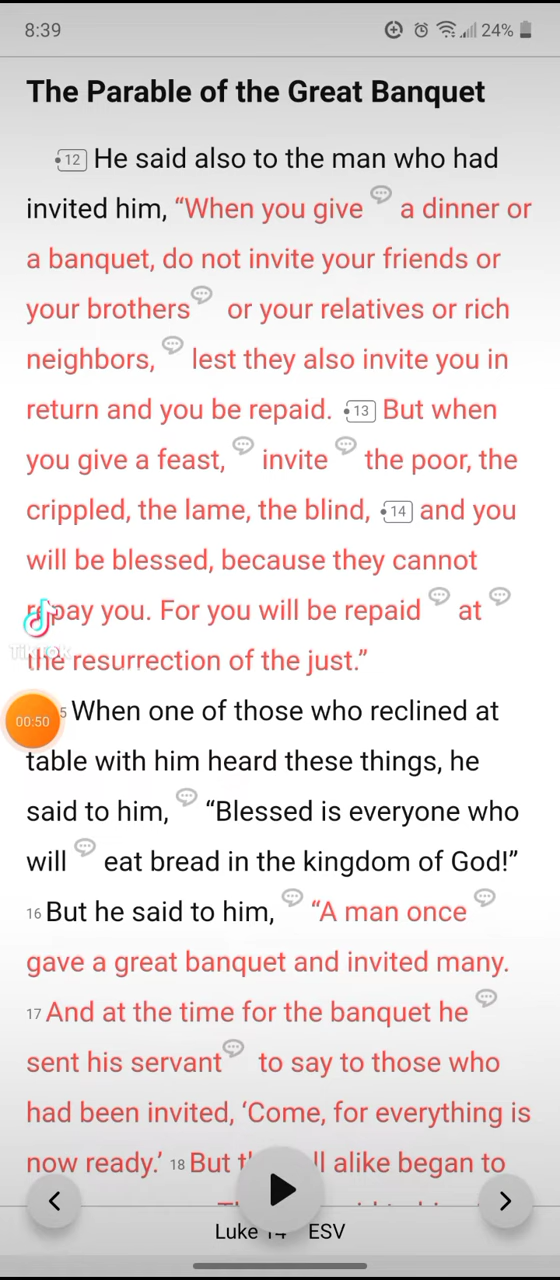 8:39
24%
The Parable of the Great Banquet
12 He said also to the man who had
invited him, “When you give a dinner or
a banquet, do not invite your friends or
your brothers or your relatives or rich
neighbors, lest they also invite you in
return and you be repaid. 13 But when
you give a feast, invite the poor, the
crippled, the lame, the blind, 14 and you
will be blessed, because they cannot
repay you. For you will be repaid at
TikTok
the resurrection of the just.”
00:50
5 When one of those who reclined at
table with him heard these things, he
said to him, “Blessed is everyone who
will eat bread in the kingdom of God!”
16 But he said to him, “A man once
gave a great banquet and invited many.
17 And at the time for the banquet he
sent his servant to say to those who
had been invited, ‘Come, for everything is
now ready.’ 18 But alike began to
Luke 14 ESV